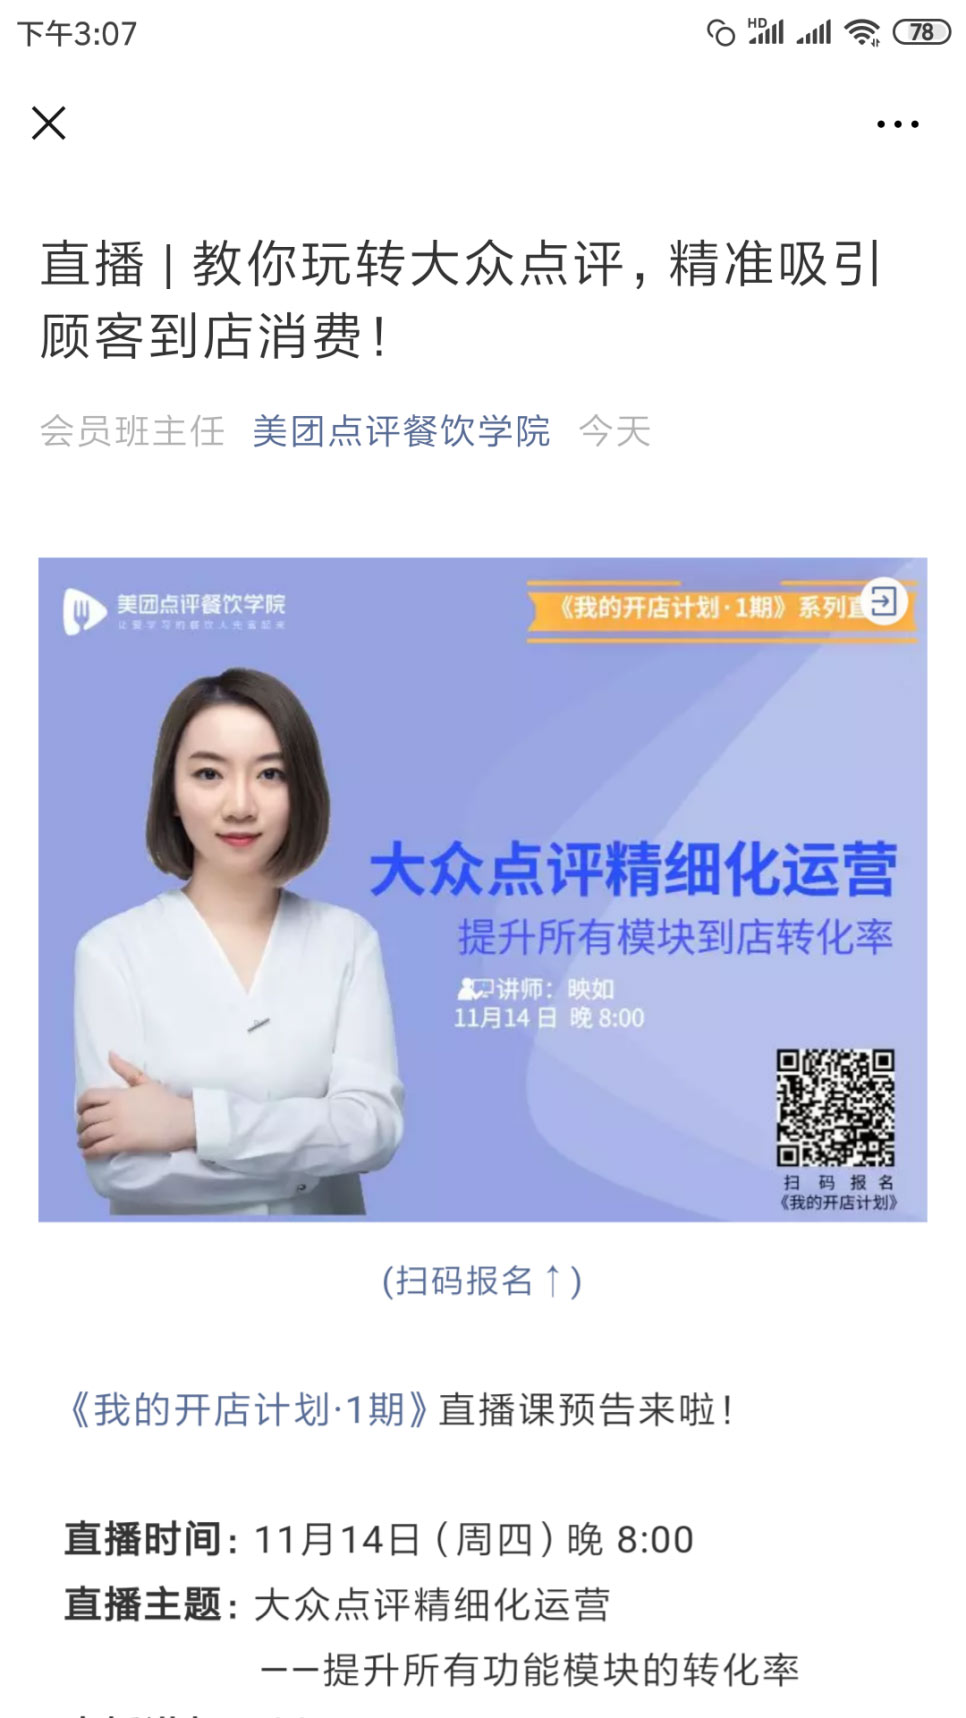 下午3:07
HD
78
直播 | 教你玩转大众点评，精准吸引
顾客到店消费！
会员班主任 美团点评餐饮学院 今天
美团点评餐饮学院
让爱学习的餐饮人先富起来
《我的开店计划·1期》系列直
大众点评精细化运营
提升所有模块到店转化率
讲师：映如
11月14日 晚8:00
扫码报名
《我的开店计划》
(扫码报名↑)
《我的开店计划·1期》直播课预告来啦！
直播时间：11月14日（周四）晚 8:00
直播主题：大众点评精细化运营
——提升所有功能模块的转化率